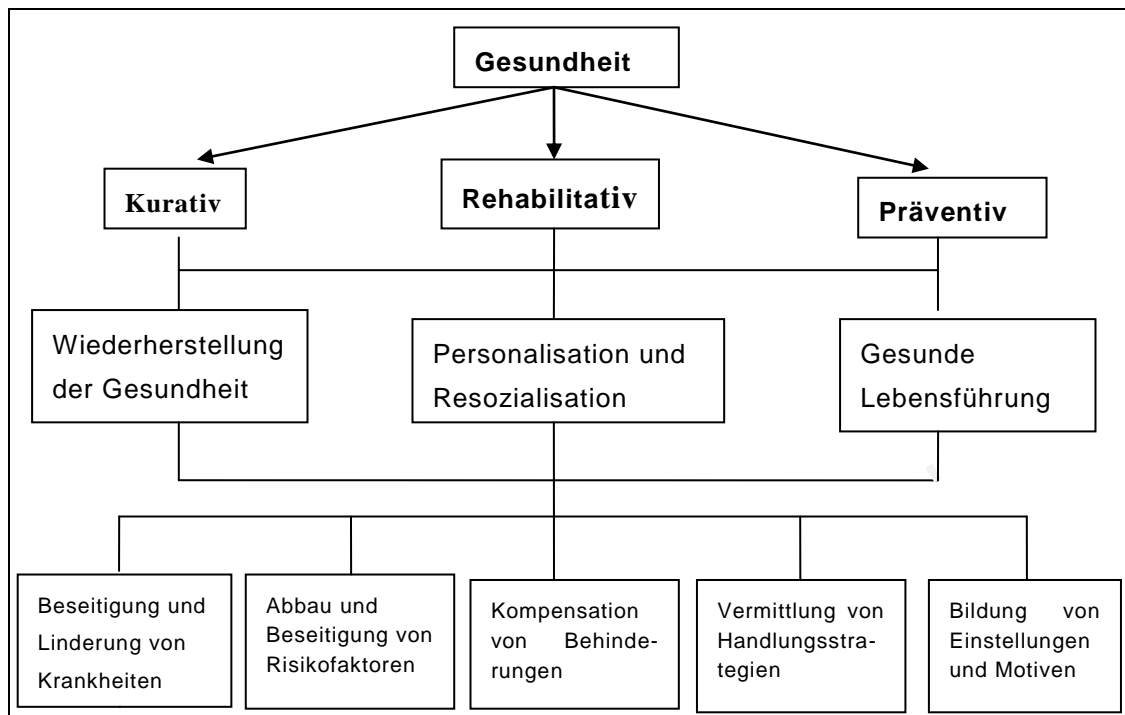 Gesundheit
Kurativ
Rehabilitativ
Präventiv
Wiederherstellung
der Gesundheit
Personalisation und
Resozialisation
Gesunde
Lebensführung
Beseitigung und
Linderung von
Krankheiten
Abbau und
Beseitigung von
Risikofaktoren
Kompensation
von Behinde-
rungen
Vermittlung von
Handlungsstra-
tegien
Bildung von
Einstellungen
und Motiven